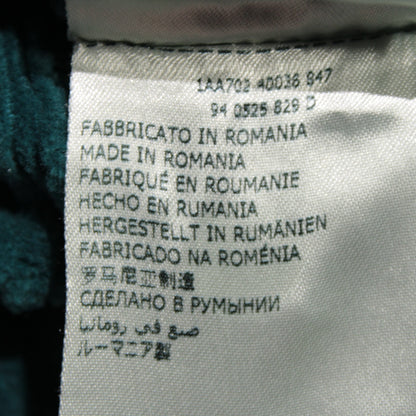 1AA702 40036 847
94 0525 829 D
FABBRICATO IN ROMANIA
MADE IN ROMANIA
FABRIQUÉ EN ROUMANIE
HECHO EN RUMANIA
HERGESTELLT IN RUMÄNIEN
FABRICADO NA ROMÉNIA
罗马尼亚制造
СДЕЛАНО В РУМЫНИИ
صنع في رومانيا
ルーマニア製